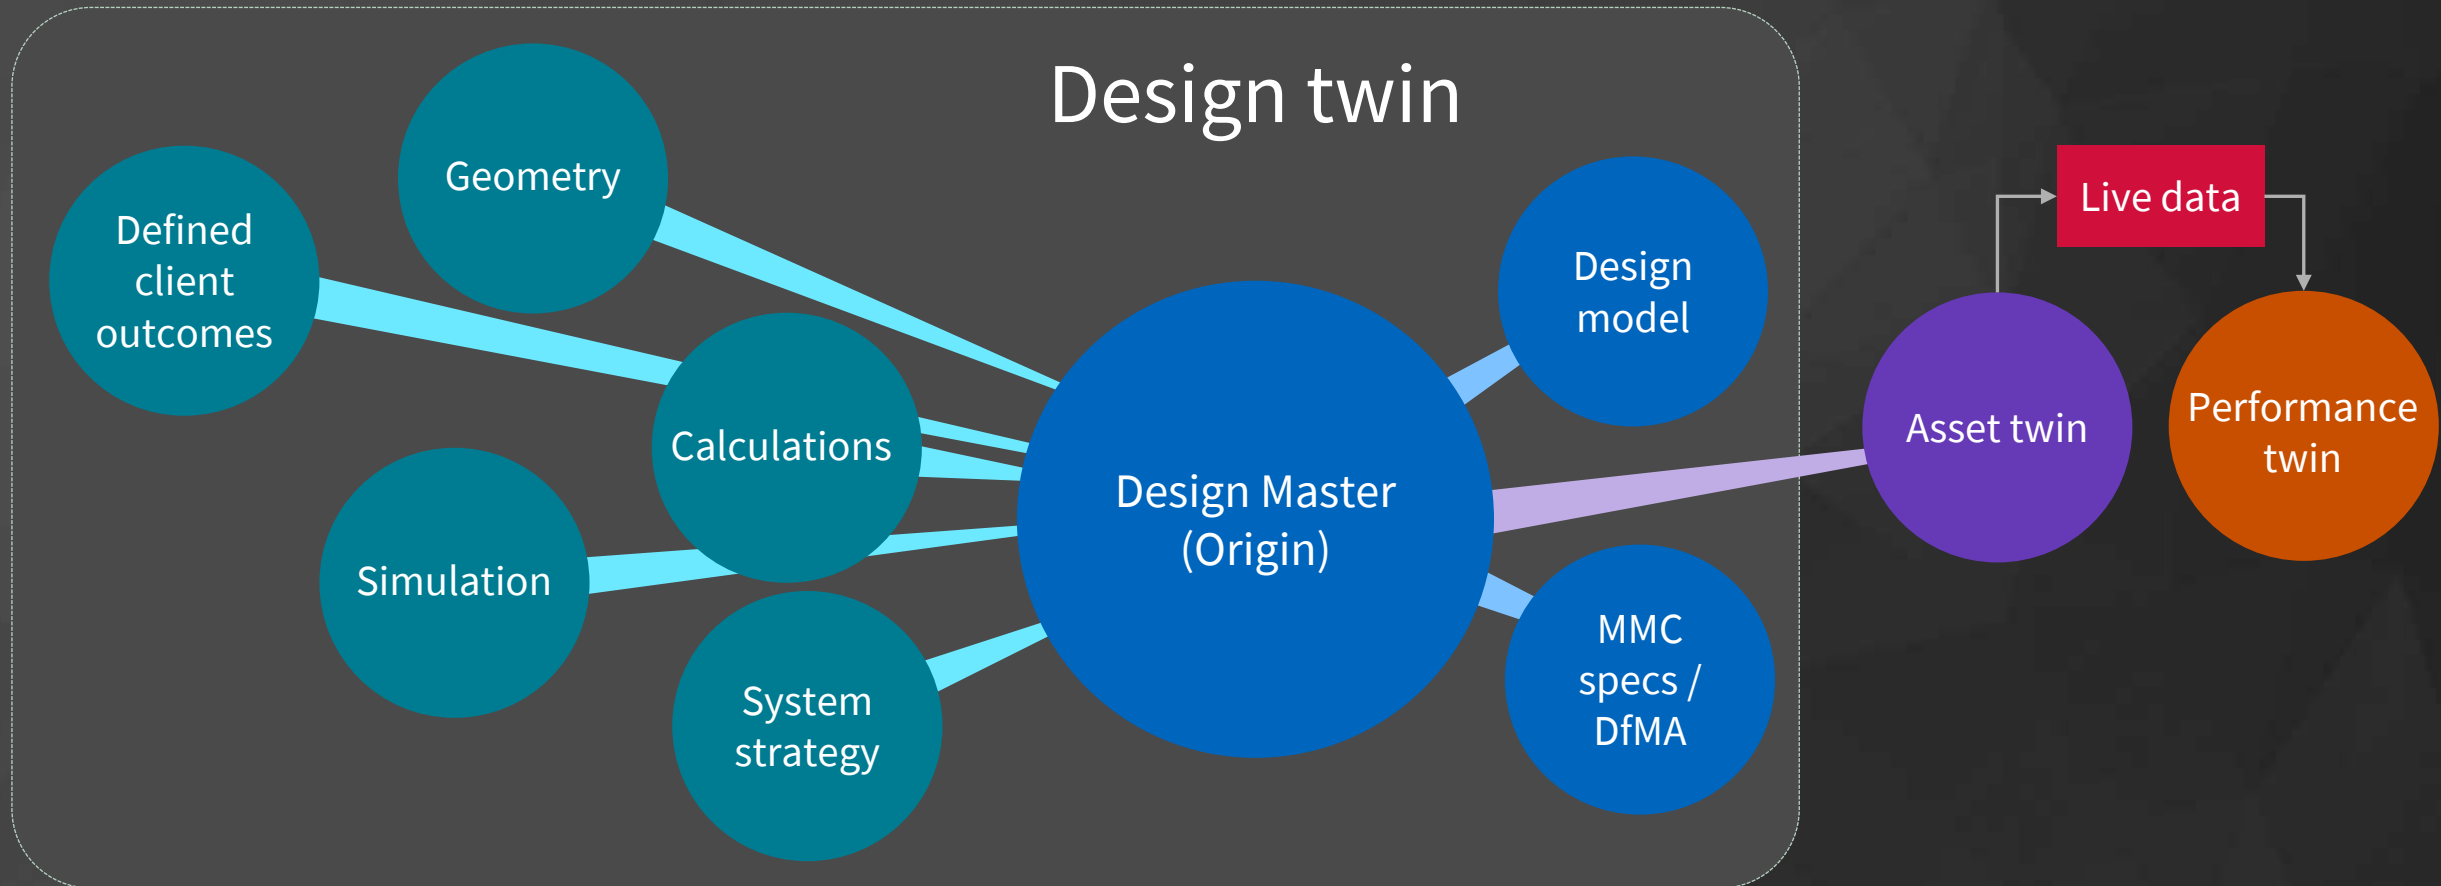 Design twin
Geometry
Defined
client
outcomes
Calculations
Simulation
System
strategy
Design Master
(Origin)
Design
model
MMC
specs /
DfMA
Live data
Asset twin
Performance
twin